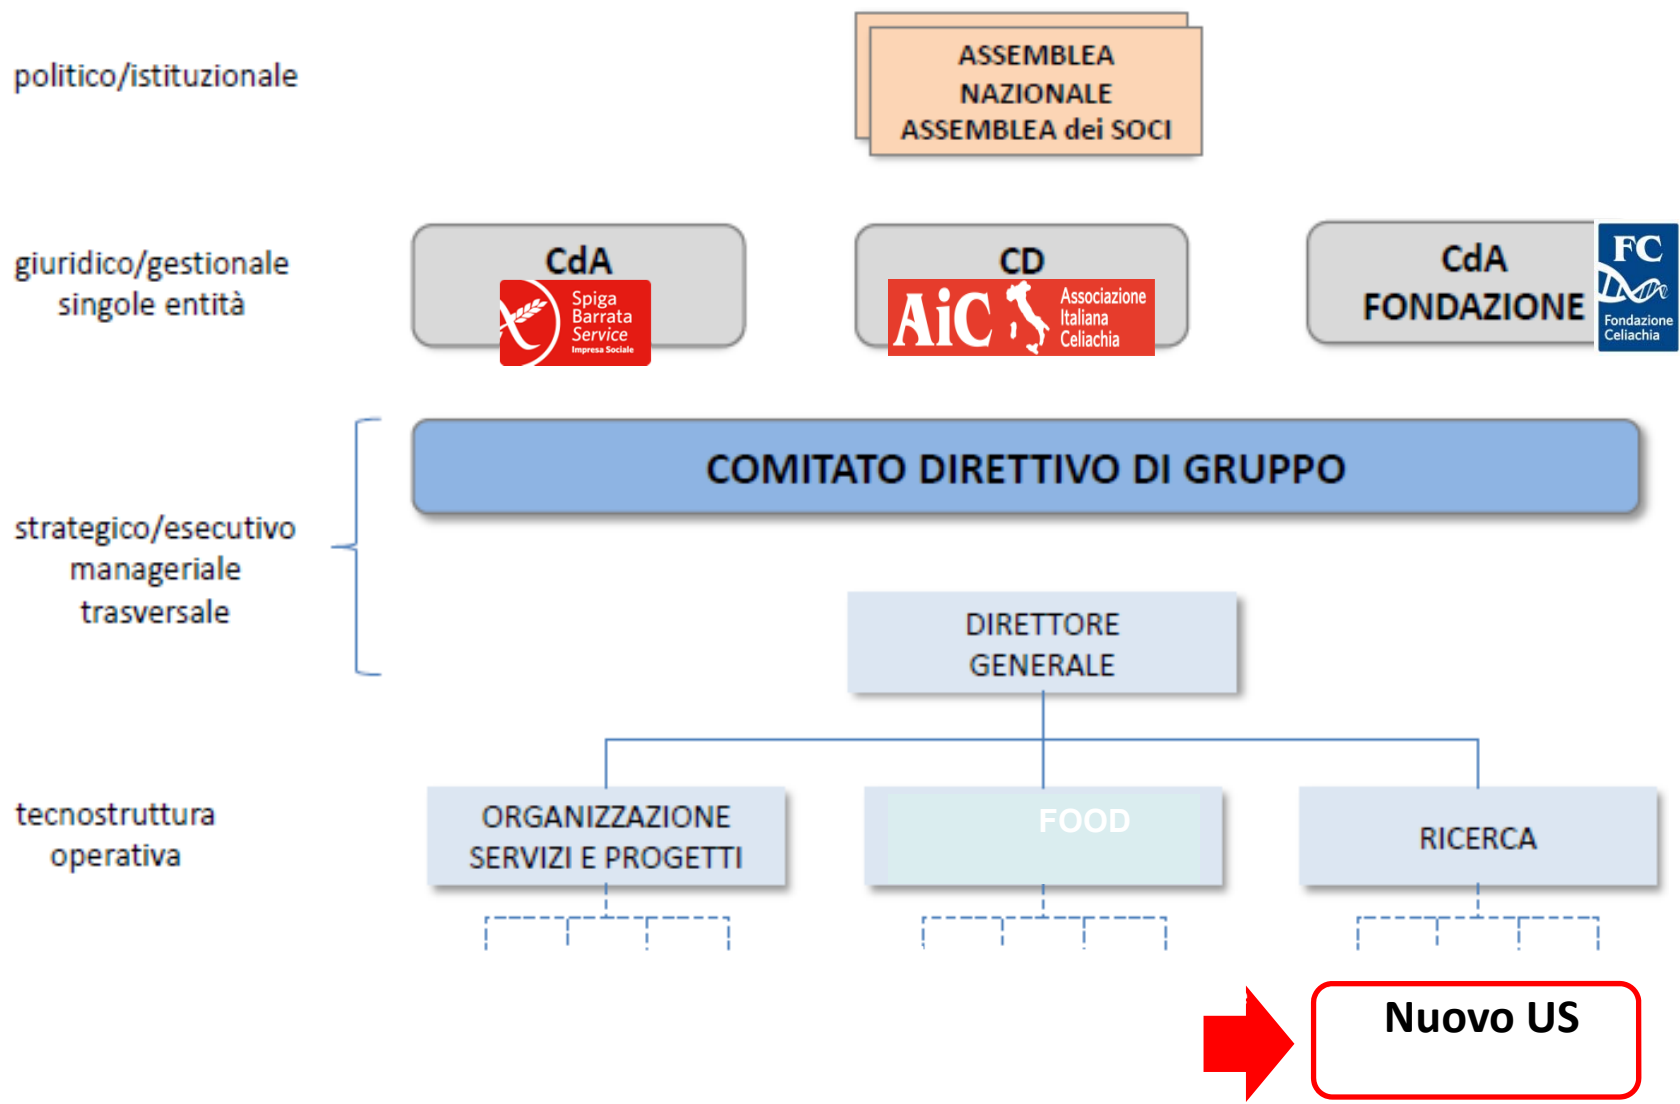 politico/istituzionale
ASSEMBLEA
NAZIONALE
ASSEMBLEA dei SOCI
giuridico/gestionale
singole entità
CdA
Spiga
Barrata
Service
Impresa Sociale
CD
AiC
Associazione
Italiana
Celiachia
CdA
FONDAZIONE
FC
Fondazione
Celiachia
COMITATO DIRETTIVO DI GRUPPO
strategico/esecutivo
manageriale
trasversale
DIRETTORE
GENERALE
tecnostruttura
operativa
ORGANIZZAZIONE
SERVIZI E PROGETTI
FOOD
RICERCA
Nuovo US